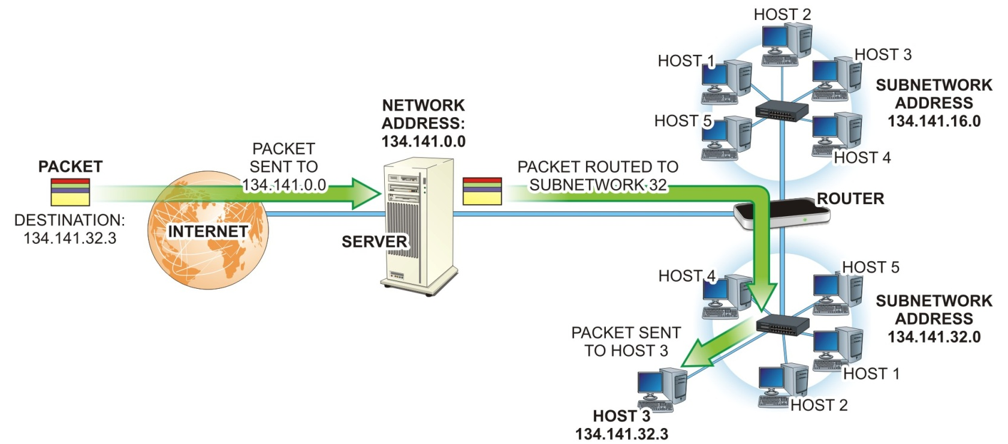 PACKET
DESTINATION:
134.141.32.3
INTERNET
PACKET
SENT TO
134.141.0.0
NETWORK
ADDRESS:
134.141.0.0
SERVER
PACKET ROUTED TO
SUBNETWORK 32
ROUTER
HOST 2
HOST 1
HOST 3
HOST 5
HOST 4
SUBNETWORK
ADDRESS
134.141.16.0
HOST 4
HOST 5
HOST 1
HOST 2
SUBNETWORK
ADDRESS
134.141.32.0
PACKET SENT
TO HOST 3
HOST 3
134.141.32.3